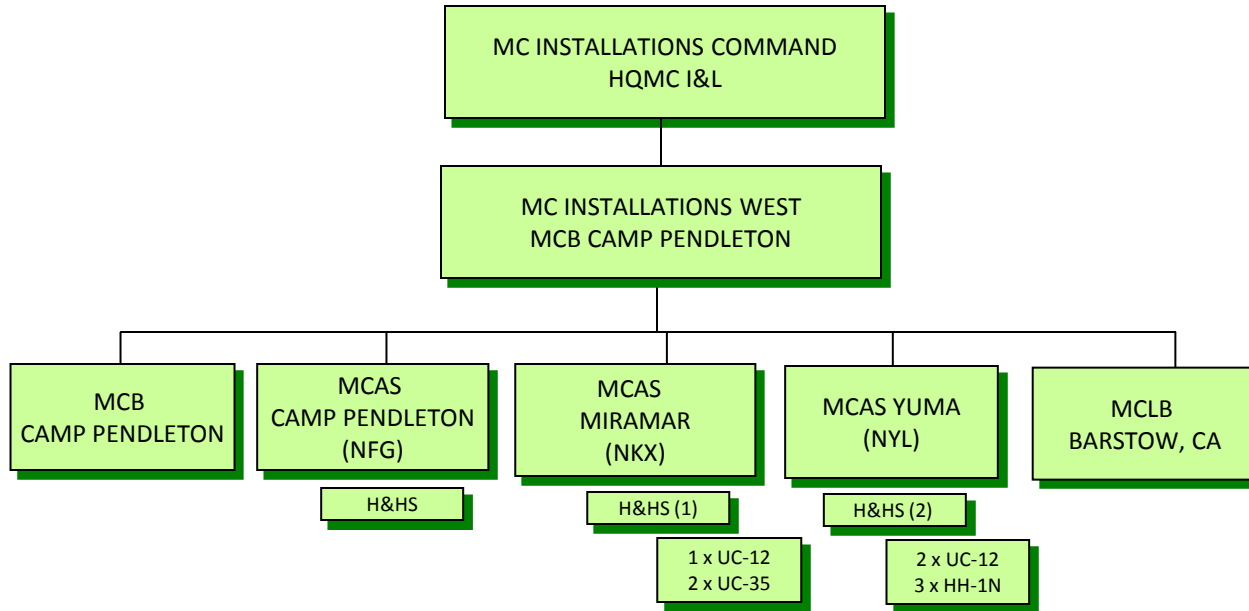 MC INSTALLATIONS COMMAND
HQMC I&L
MC INSTALLATIONS WEST
MCB CAMP PENDLETON
MCB
CAMP PENDLETON
MCAS
CAMP PENDLETON
(NFG)
H&HS
MCAS
MIRAMAR
(NKX)
H&HS (1)
1 x UC-12
2 x UC-35
MCAS YUMA
(NYL)
H&HS (2)
2 x UC-12
3 x HH-1N
MCLB
BARSTOW, CA